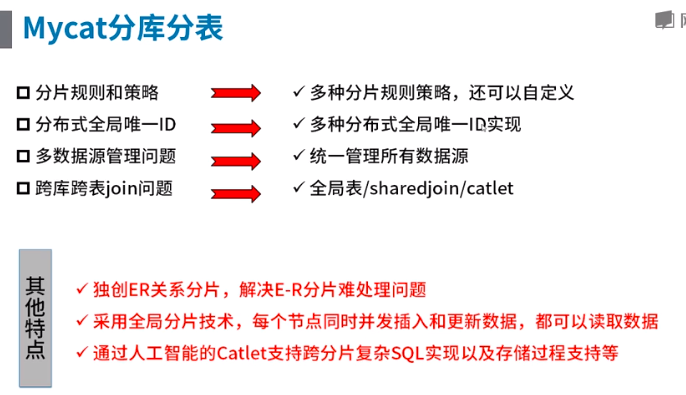 Mycat分库分表
分片规则和策略
多种分片规则策略，还可以自定义
分布式全局唯一ID
多种分布式全局唯一ID实现
多数据源管理问题
统一管理所有数据源
跨库跨表join问题
全局表/sharedjoin/catlet
其他特点
独创ER关系分片，解决E-R分片难处理问题
采用全局分片技术，每个节点同时并发插入和更新数据，都可以读取数据
通过人工智能的Catlet支持跨分片复杂SQL实现以及存储过程支持等